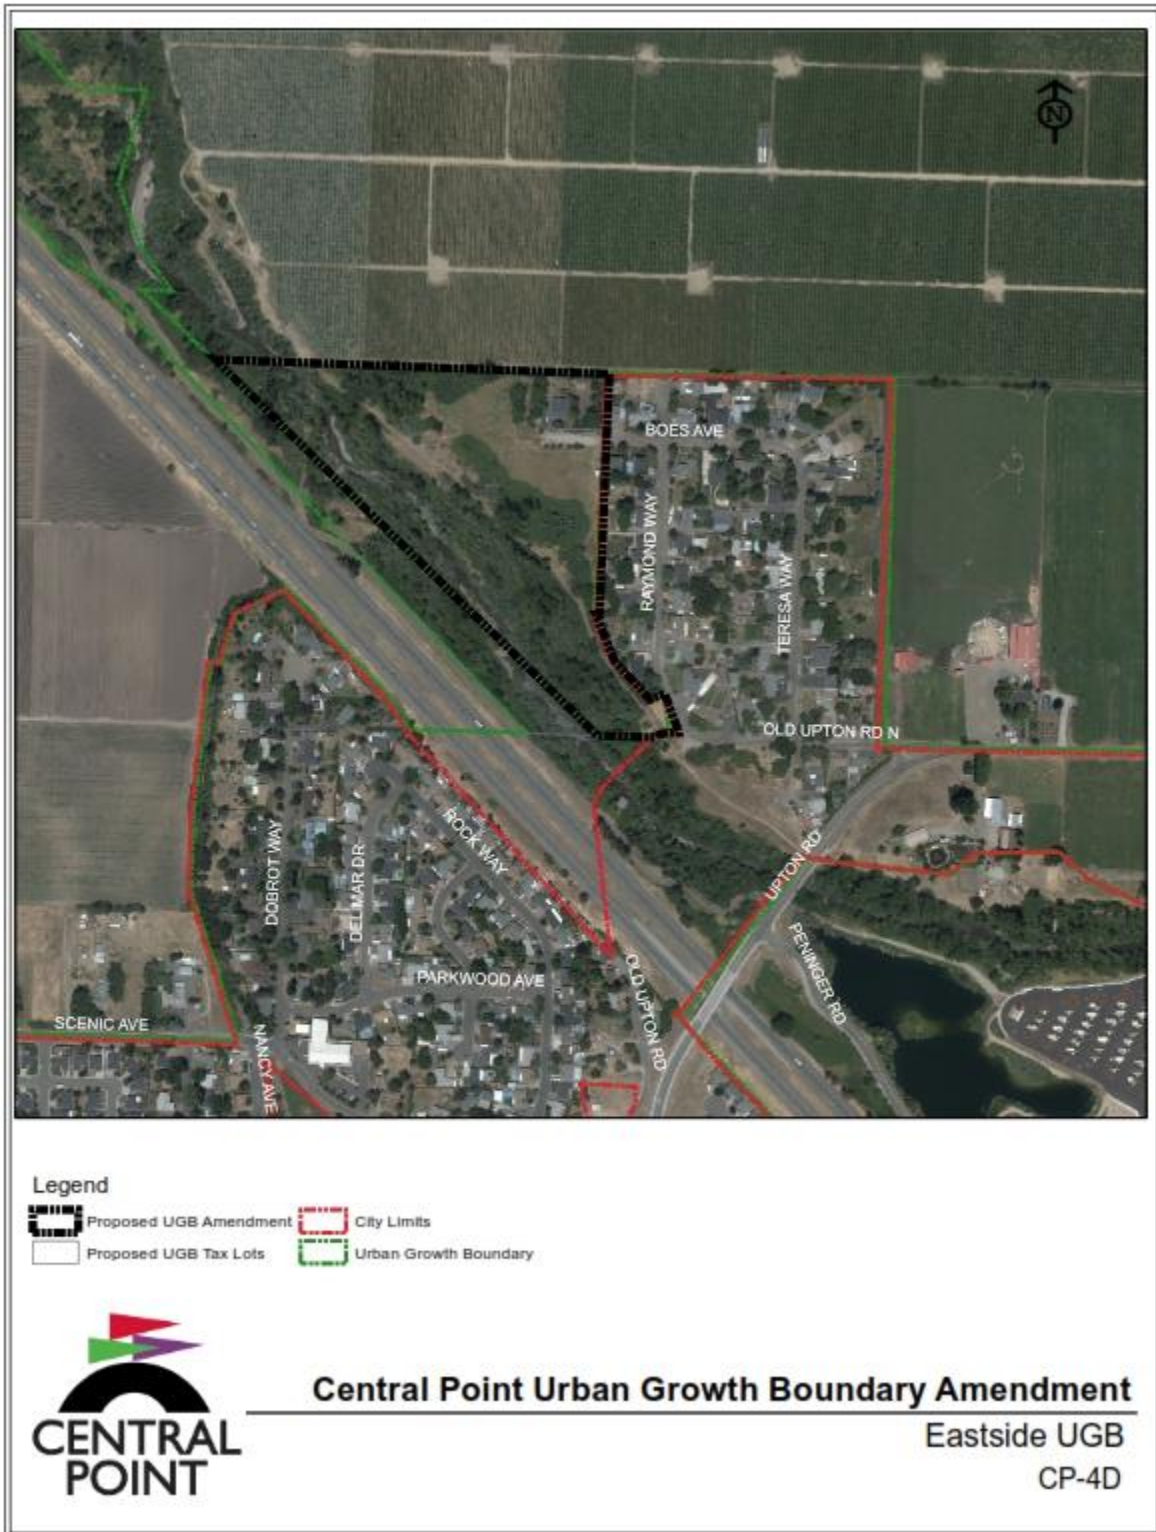 N
BOES AVE
RAYMOND WAY
TERESA WAY
OLD UPTON RD N
ROCK WAY
DOBROT WAY
DELMAR DR
UPTON RD
PENINGER RD
PARKWOOD AVE
OLD UPTON RD
SCENIC AVE
NANCY AVE
Legend
Proposed UGB Amendment
City Limits
Proposed UGB Tax Lots
Urban Growth Boundary
CENTRAL
POINT
Central Point Urban Growth Boundary Amendment
Eastside UGB
CP-4D